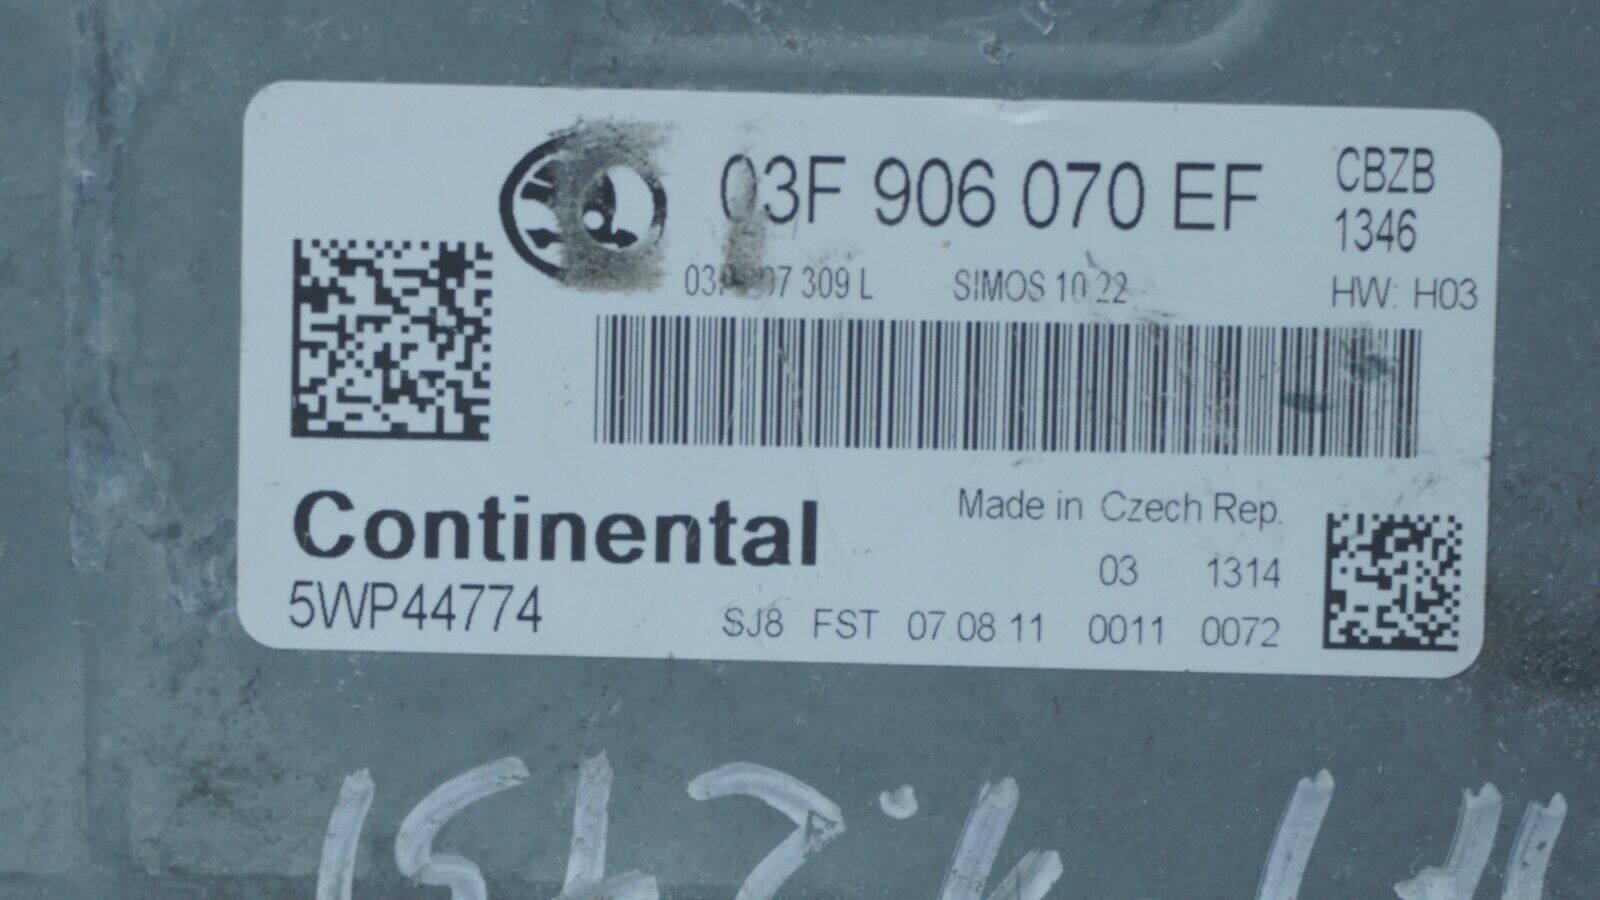 03F 906 070 EF
CBZB
1346
309 L
SIMOS 10.22
HW: H03
Continental
Made in Czech Rep.
5WP44774
03 1314
SJ8 FST 07.08.11 0011 0072